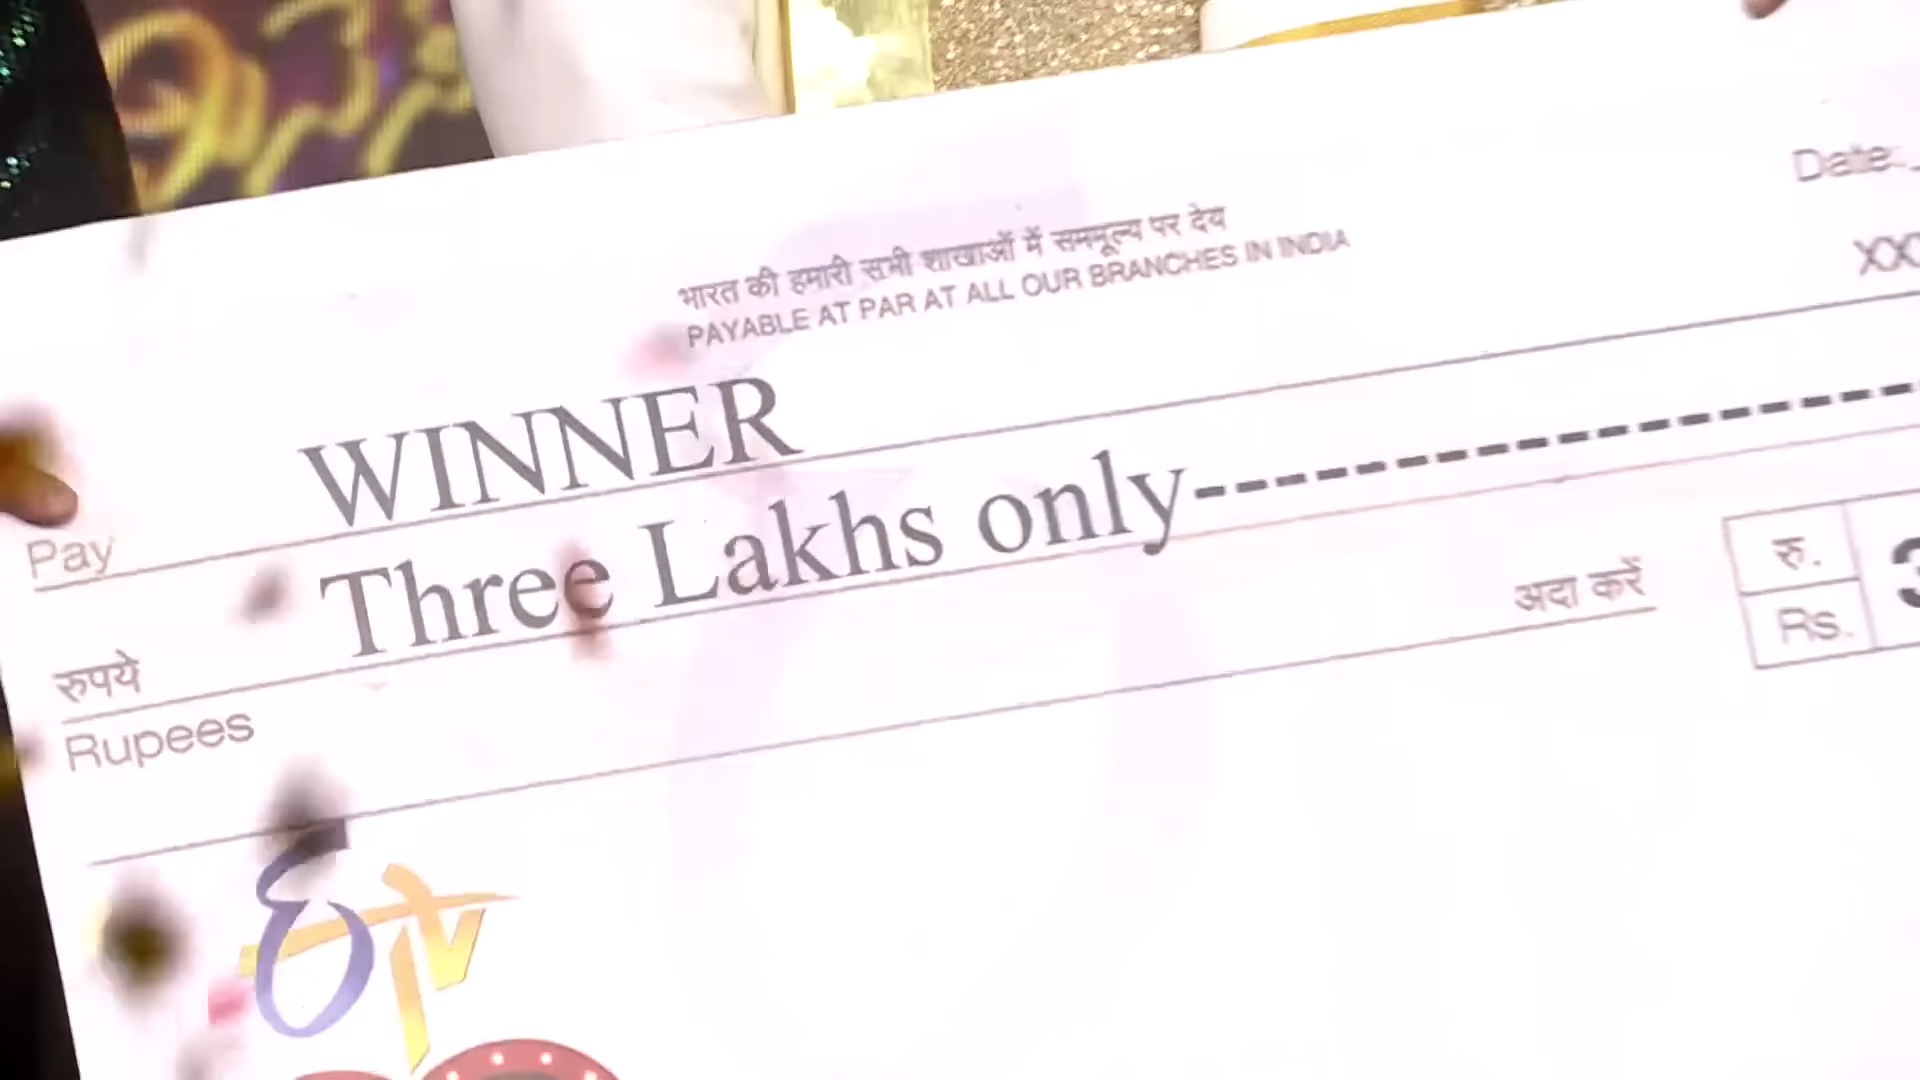 Date:
भारत की हमारी सभी शाखाओं में सममूल्य पर देय
PAYABLE AT PAR AT ALL OUR BRANCHES IN INDIA
WINNER
Pay
Three Lakhs only--------------------
रुपये
Rupees
अदा करें
रु.
Rs.
ETV